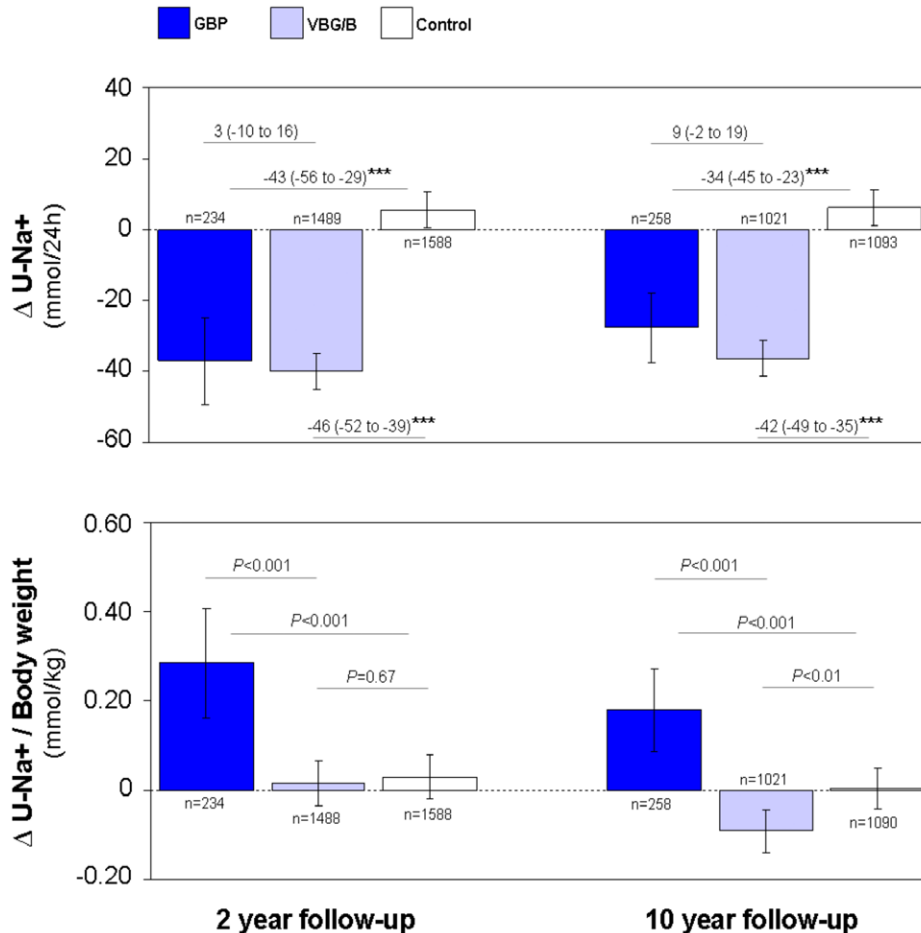 GBP VBG/B Control
40
20
0
-20
-40
-60
Δ U-Na+
(mmol/24h)
3 (-10 to 16)
-43 (-56 to -29)***
n=234 n=1489
n=1588
-46 (-52 to -39)***
9 (-2 to 19)
-34 (-45 to -23)***
n=258 n=1021
n=1093
-42 (-49 to -35)***
0.60
0.40
0.20
0
-0.20
Δ U-Na+ / Body weight
(mmol/kg)
P<0.001
P<0.001
P=0.67
n=234
n=1488
n=1588
P<0.001
P<0.001
P<0.01
n=1021
n=258
n=1090
2 year follow-up
10 year follow-up